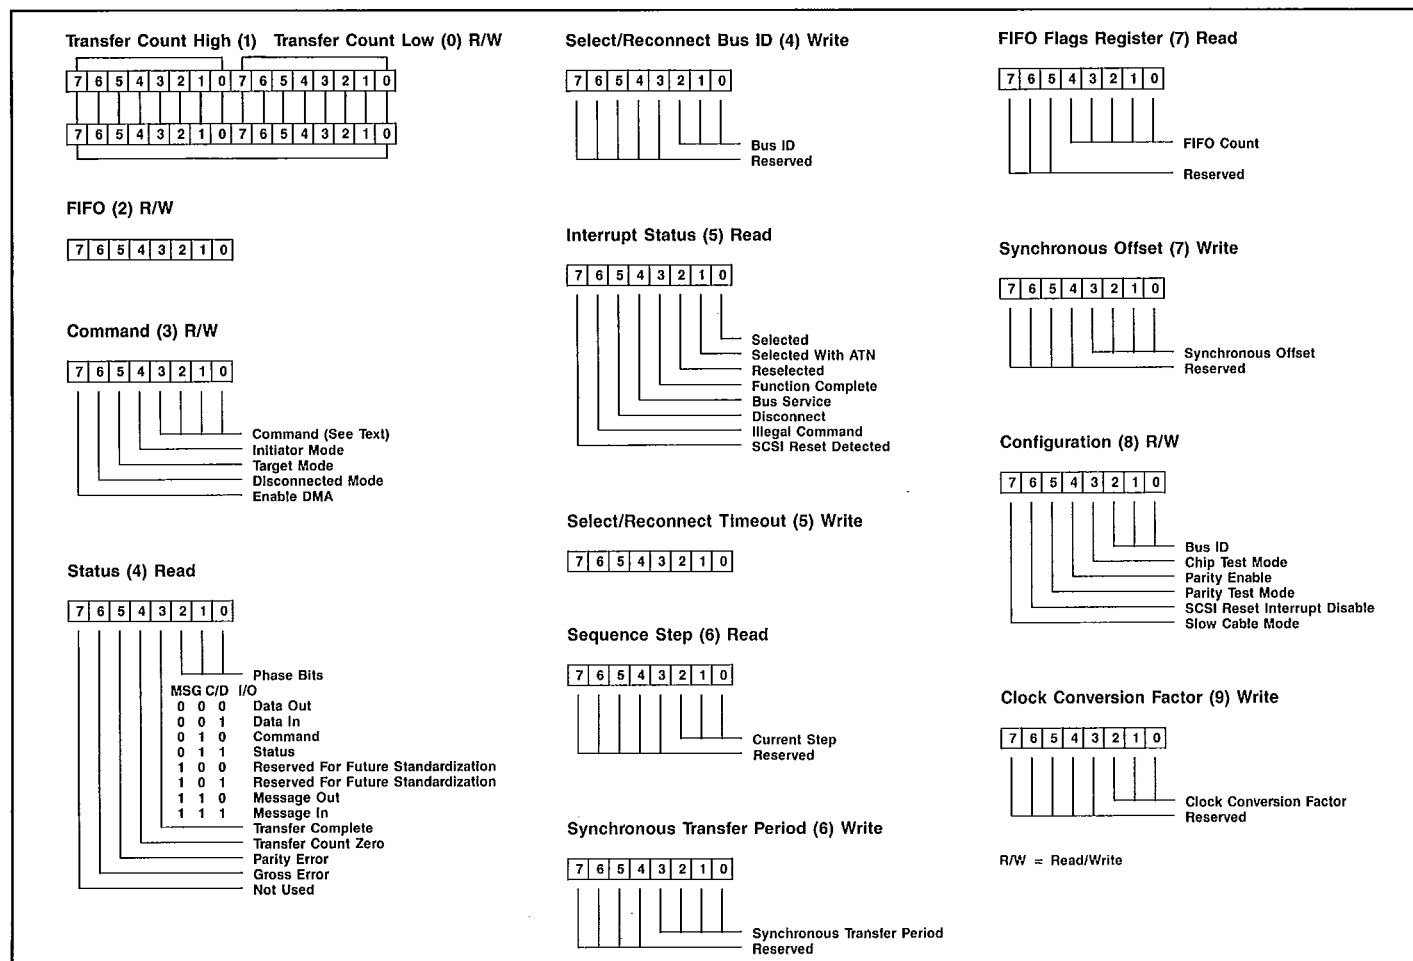 Transfer Count High (1) Transfer Count Low (0) R/W
7 6 5 4 3 2 1 0 7 6 5 4 3 2 1 0
7 6 5 4 3 2 1 0 7 6 5 4 3 2 1 0
FIFO (2) R/W
7 6 5 4 3 2 1 0
Command (3) R/W
7 6 5 4 3 2 1 0
Command (See Text)
Initiator Mode
Target Mode
Disconnected Mode
Enable DMA
Status (4) Read
7 6 5 4 3 2 1 0
Phase Bits
MSG C/D I/O
0 0 0 Data Out
0 0 1 Data In
0 1 0 Command
0 1 1 Status
1 0 0 Reserved For Future Standardization
1 0 1 Reserved For Future Standardization
1 1 0 Message Out
1 1 1 Message In
Transfer Complete
Transfer Count Zero
Parity Error
Gross Error
Not Used
Select/Reconnect Bus ID (4) Write
7 6 5 4 3 2 1 0
Bus ID
Reserved
Interrupt Status (5) Read
7 6 5 4 3 2 1 0
Selected
Selected With ATN
Reselected
Function Complete
Bus Service
Disconnect
Illegal Command
SCSI Reset Detected
Select/Reconnect Timeout (5) Write
7 6 5 4 3 2 1 0
Sequence Step (6) Read
7 6 5 4 3 2 1 0
Current Step
Reserved
Synchronous Transfer Period (6) Write
7 6 5 4 3 2 1 0
Synchronous Transfer Period
Reserved
FIFO Flags Register (7) Read
7 6 5 4 3 2 1 0
FIFO Count
Reserved
Synchronous Offset (7) Write
7 6 5 4 3 2 1 0
Synchronous Offset
Reserved
Configuration (8) R/W
7 6 5 4 3 2 1 0
Bus ID
Chip Test Mode
Parity Enable
Parity Test Mode
SCSI Reset Interrupt Disable
Slow Cable Mode
Clock Conversion Factor (9) Write
7 6 5 4 3 2 1 0
Clock Conversion Factor
Reserved
R/W = Read/Write